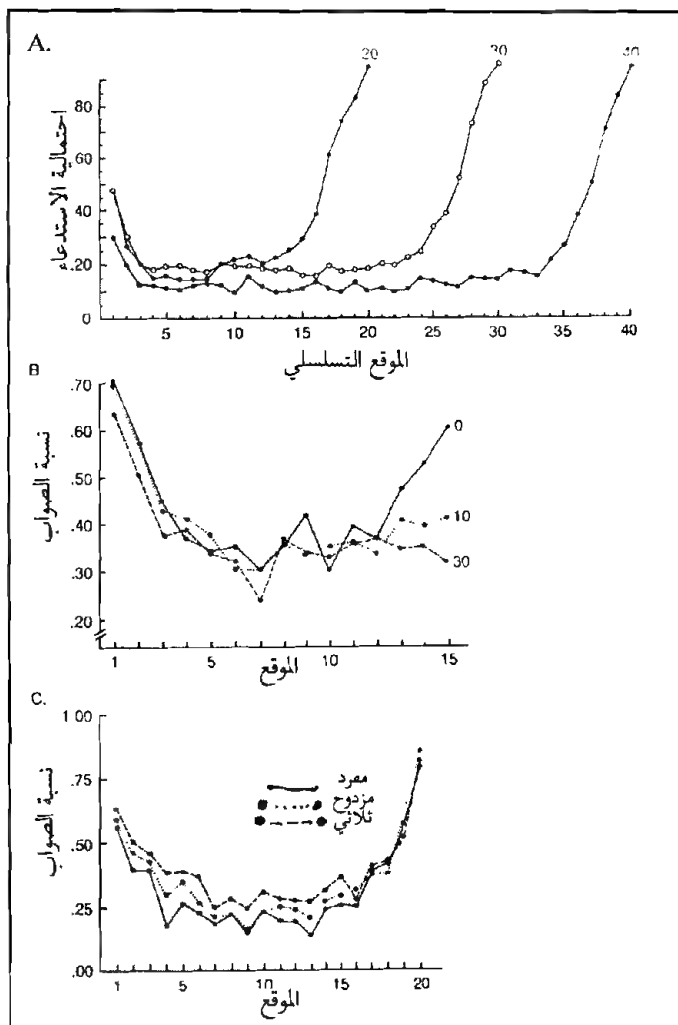 A.
20 30 40
80
احتمالية الاستدعاء
.60
.40
.20
0
5 10 15 20 25 30 35 40
الموقع التسلسلي
B
.70
.60
.50
.40
.30
.20
نسبة الصواب
0
10
30
1 5 10 15
الموقع
C.
1 00
.75
.50
.25
.00
نسبة الصواب
مفرد
مزدوج
ثلاثي
1 5 10 15 20
الموقع